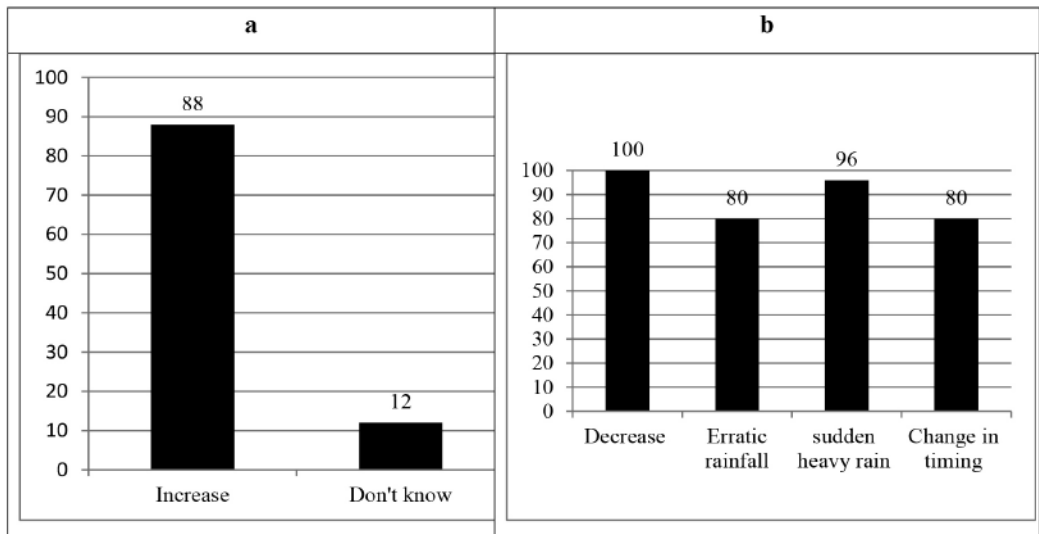 a
b
100
90
80
70
60
50
40
30
20
10
0
88
12
Increase
Don't know
100
90
80
70
60
50
40
30
20
10
0
100
80
96
80
Decrease
Erratic
rainfall
sudden
heavy rain
Change in
timing